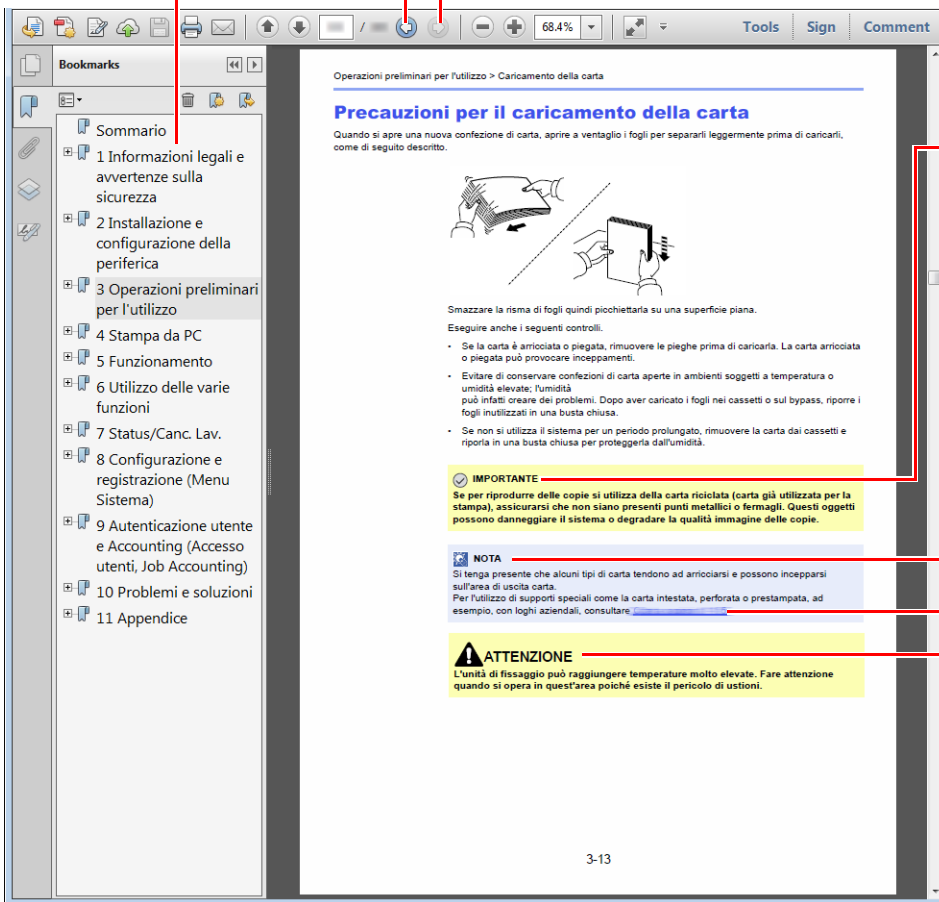 /
68.4%
Tools
Sign
Comment
Bookmarks
Sommario
1 Informazioni legali e
avvertenze sulla
sicurezza
2 Installazione e
configurazione della
periferica
3 Operazioni preliminari
per l'utilizzo
4 Stampa da PC
5 Funzionamento
6 Utilizzo delle varie
funzioni
7 Status/Canc. Lav.
8 Configurazione e
registrazione (Menu
Sistema)
9 Autenticazione utente
e Accounting (Accesso
utenti, Job Accounting)
10 Problemi e soluzioni
11 Appendice
Operazioni preliminari per l'utilizzo > Caricamento della carta
Precauzioni per il caricamento della carta
Quando si apre una nuova confezione di carta, aprire a ventaglio i fogli per separarli leggermente prima di caricarli,
come di seguito descritto.
Smazzare la risma di fogli quindi picchiettarla su una superficie piana.
Eseguire anche i seguenti controlli.
• Se la carta è arricciata o piegata, rimuovere le pieghe prima di caricarla. La carta arricciata
o piegata può provocare inceppamenti.
• Evitare di conservare confezioni di carta aperte in ambienti soggetti a temperatura o
umidità elevate; l'umidità
può infatti creare dei problemi. Dopo aver caricato i fogli nei cassetti o sul bypass, riporre i
fogli inutilizzati in una busta chiusa.
• Se non si utilizza il sistema per un periodo prolungato, rimuovere la carta dai cassetti e
riporla in una busta chiusa per proteggerla dall'umidità.
IMPORTANTE
Se per riprodurre delle copie si utilizza della carta riciclata (carta già utilizzata per la
stampa), assicurarsi che non siano presenti punti metallici o fermagli. Questi oggetti
possono danneggiare il sistema o degradare la qualità immagine delle copie.
NOTA
Si tenga presente che alcuni tipi di carta tendono ad arricciarsi e possono incepparsi
sull'area di uscita carta.
Per l'utilizzo di supporti speciali come la carta intestata, perforata o prestampata, ad
esempio, con loghi aziendali, consultare
ATTENZIONE
L'unità di fissaggio può raggiungere temperature molto elevate. Fare attenzione
quando si opera in quest'area poiché esiste il pericolo di ustioni.
3-13